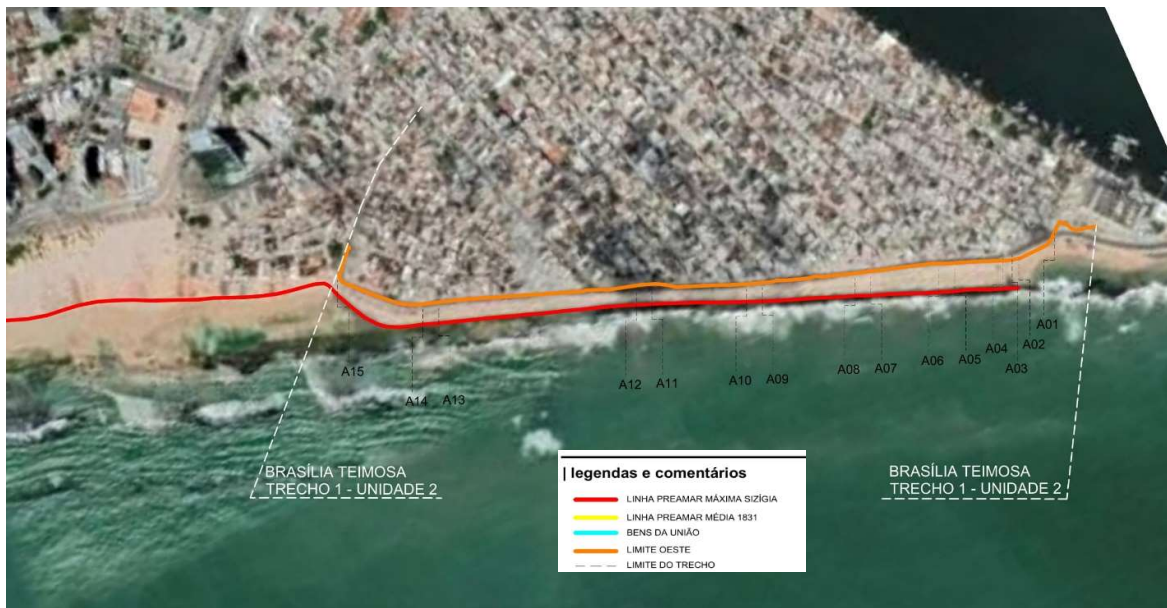 A15
A14
A13
A12
A11
A10
A09
A08
A07
A06
A05
A04
A03
A02
A01
BRASÍLIA TEIMOSA
TRECHO 1 - UNIDADE 2
BRASÍLIA TEIMOSA
TRECHO 1 - UNIDADE 2
| legendas e comentários
LINHA PREAMAR MÁXIMA SIZÍGIA
LINHA PREAMAR MÉDIA 1831
BENS DA UNIÃO
LIMITE OESTE
LIMITE DO TRECHO